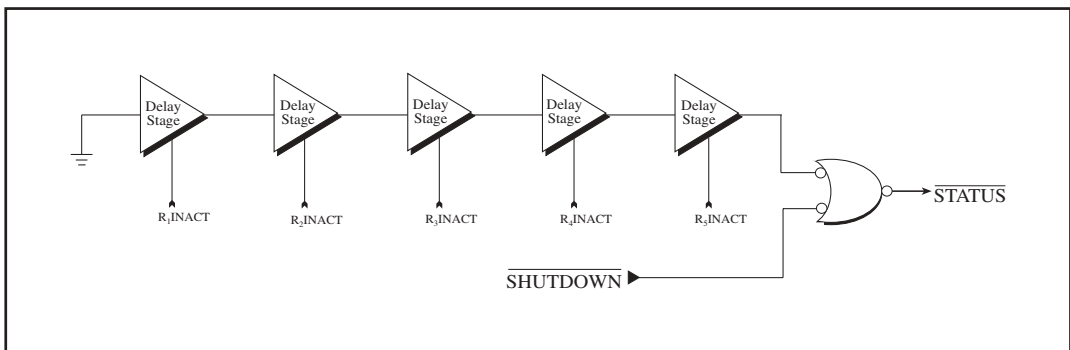 Delay Stage
Delay Stage
Delay Stage
Delay Stage
Delay Stage
R₁INACT
R₂INACT
R₃INACT
R₄INACT
R₅INACT
STATUS
SHUTDOWN